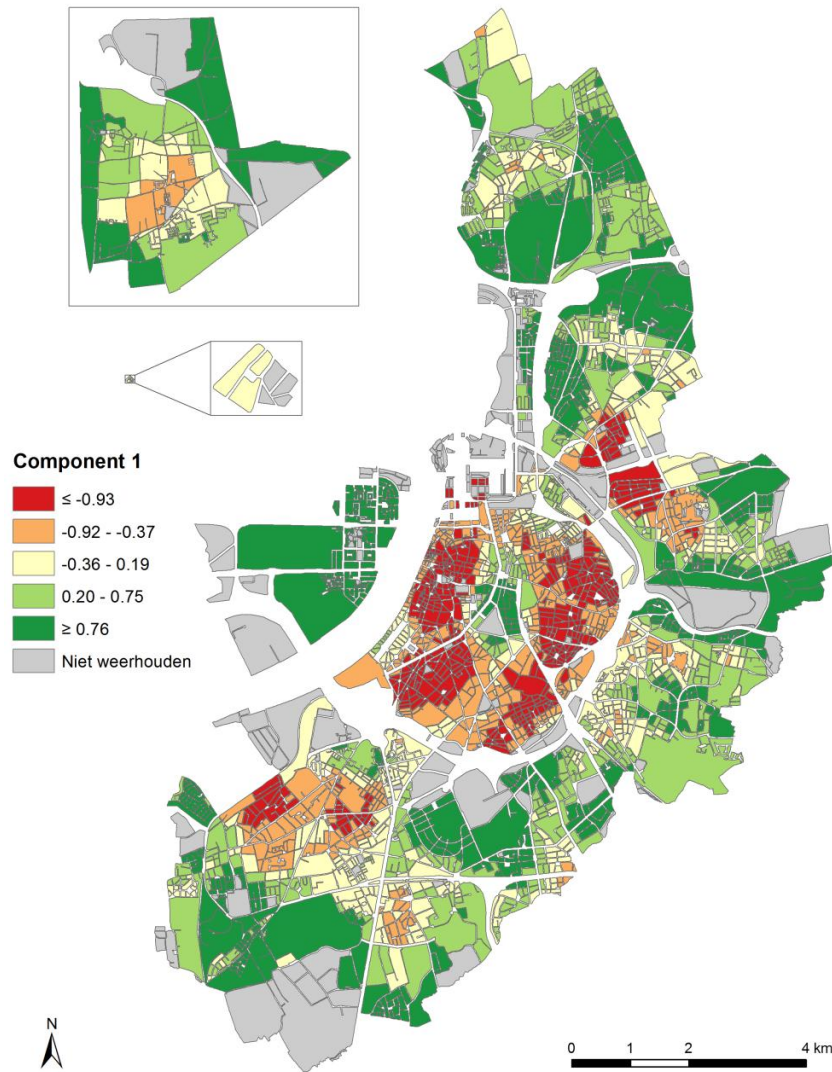 Component 1
≤ -0.93
-0.92 - -0.37
-0.36 - 0.19
0.20 - 0.75
≥ 0.76
Niet weerhouden
N
0 1 2 4 km